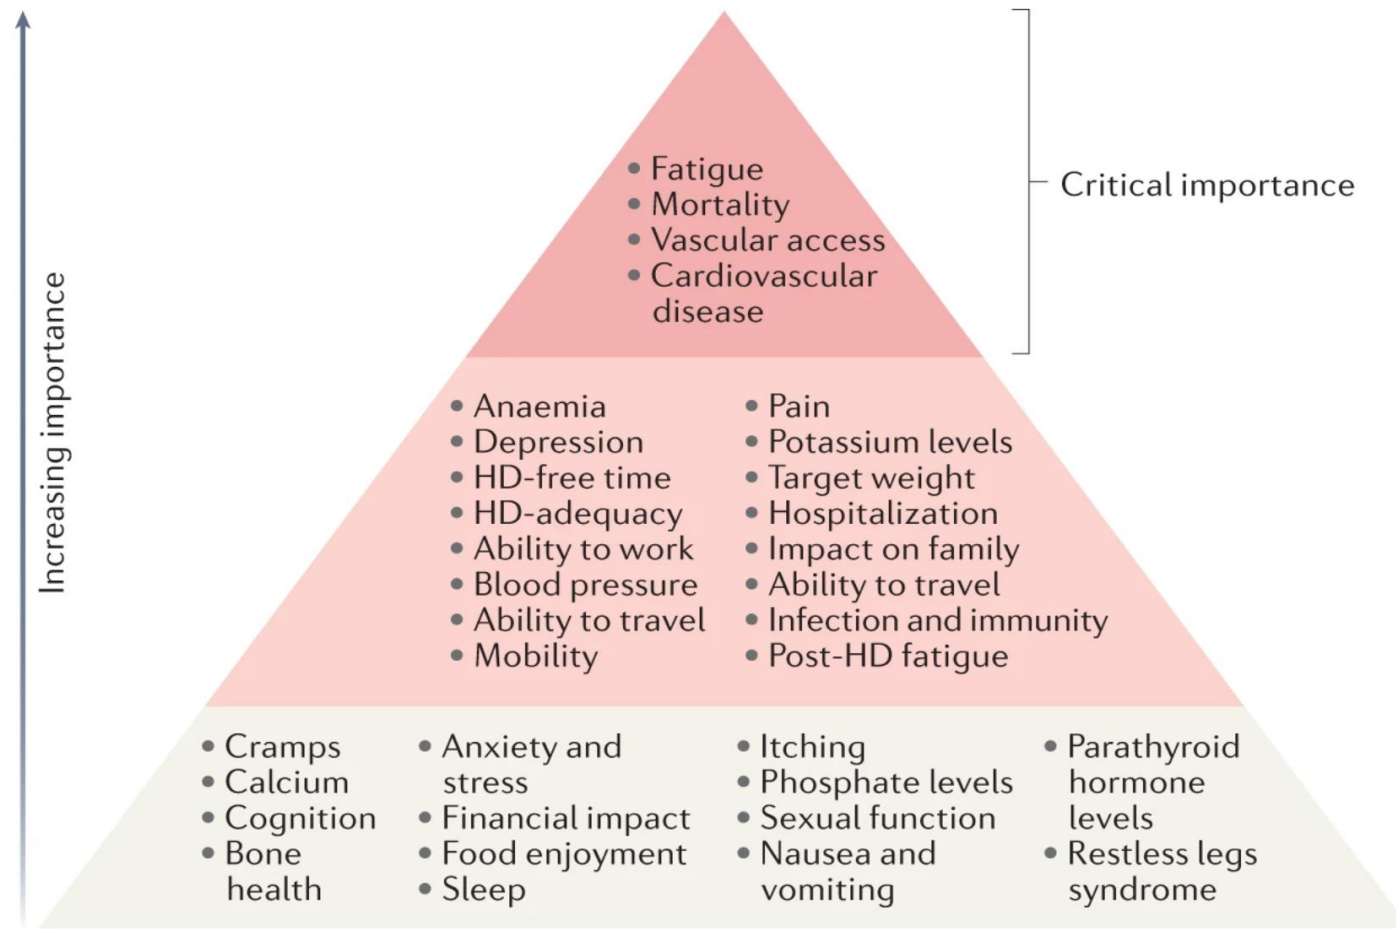 Increasing importance
• Fatigue
• Mortality
• Vascular access
• Cardiovascular
disease
Critical importance
• Anaemia
• Depression
• HD-free time
• HD-adequacy
• Ability to work
• Blood pressure
• Ability to travel
• Mobility
• Pain
• Potassium levels
• Target weight
• Hospitalization
• Impact on family
• Ability to travel
• Infection and immunity
• Post-HD fatigue
• Cramps
• Calcium
• Cognition
• Bone
health
• Anxiety and
stress
• Financial impact
• Food enjoyment
• Sleep
• Itching
• Phosphate levels
• Sexual function
• Nausea and
vomiting
• Parathyroid
hormone
levels
• Restless legs
syndrome